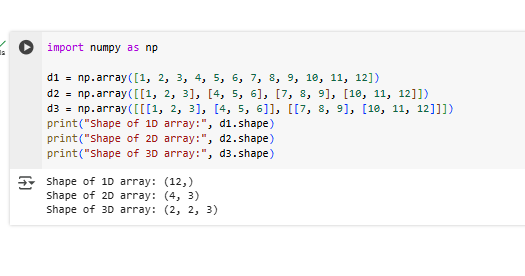 import numpy as np
d1 = np.array([1, 2, 3, 4, 5, 6, 7, 8, 9, 10, 11, 12])
d2 = np.array([[1, 2, 3], [4, 5, 6], [7, 8, 9], [10, 11, 12]])
d3 = np.array([[[1, 2, 3], [4, 5, 6]], [[7, 8, 9], [10, 11, 12]]])
print("Shape of 1D array:", d1.shape)
print("Shape of 2D array:", d2.shape)
print("Shape of 3D array:", d3.shape)
Shape of 1D array: (12,)
Shape of 2D array: (4, 3)
Shape of 3D array: (2, 2, 3)